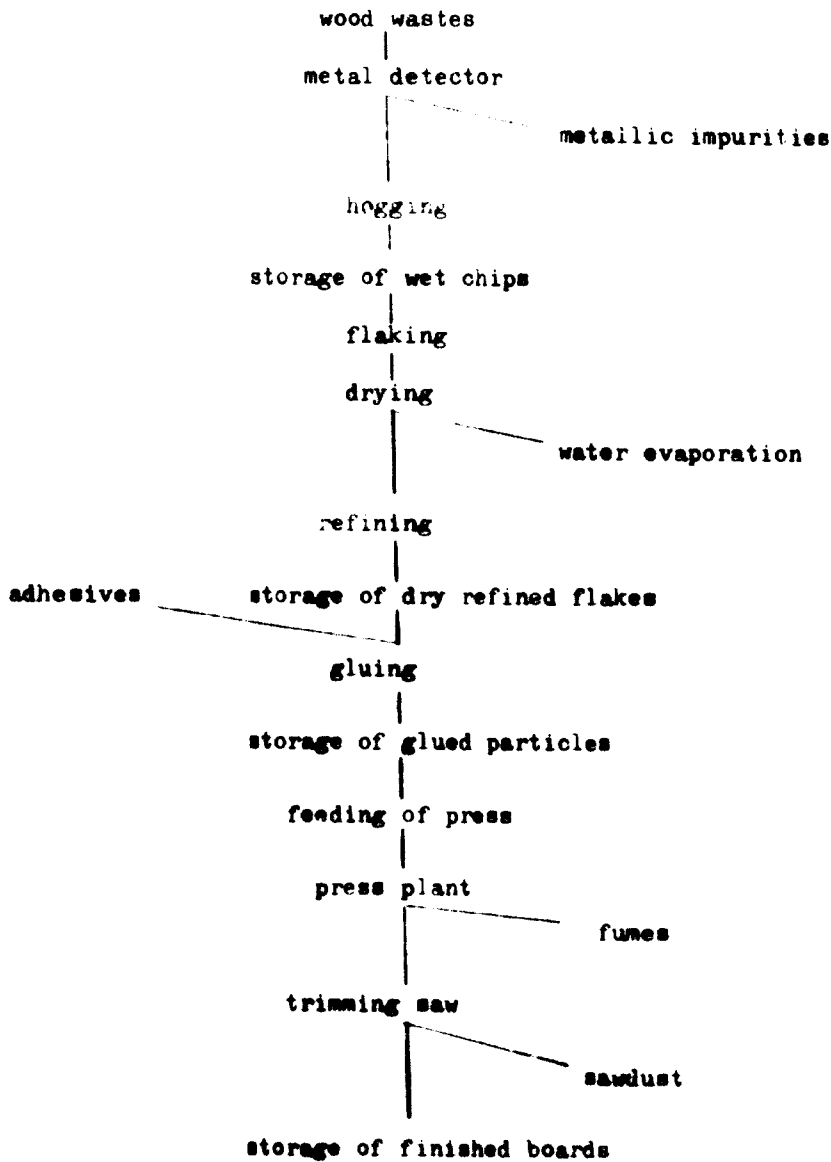 wood wastes
metal detector
metallic impurities
hogging
storage of wet chips
flaking
drying
water evaporation
refining
adhesives
storage of dry refined flakes
gluing
storage of glued particles
feeding of press
press plant
fumes
trimming saw
sawdust
storage of finished boards